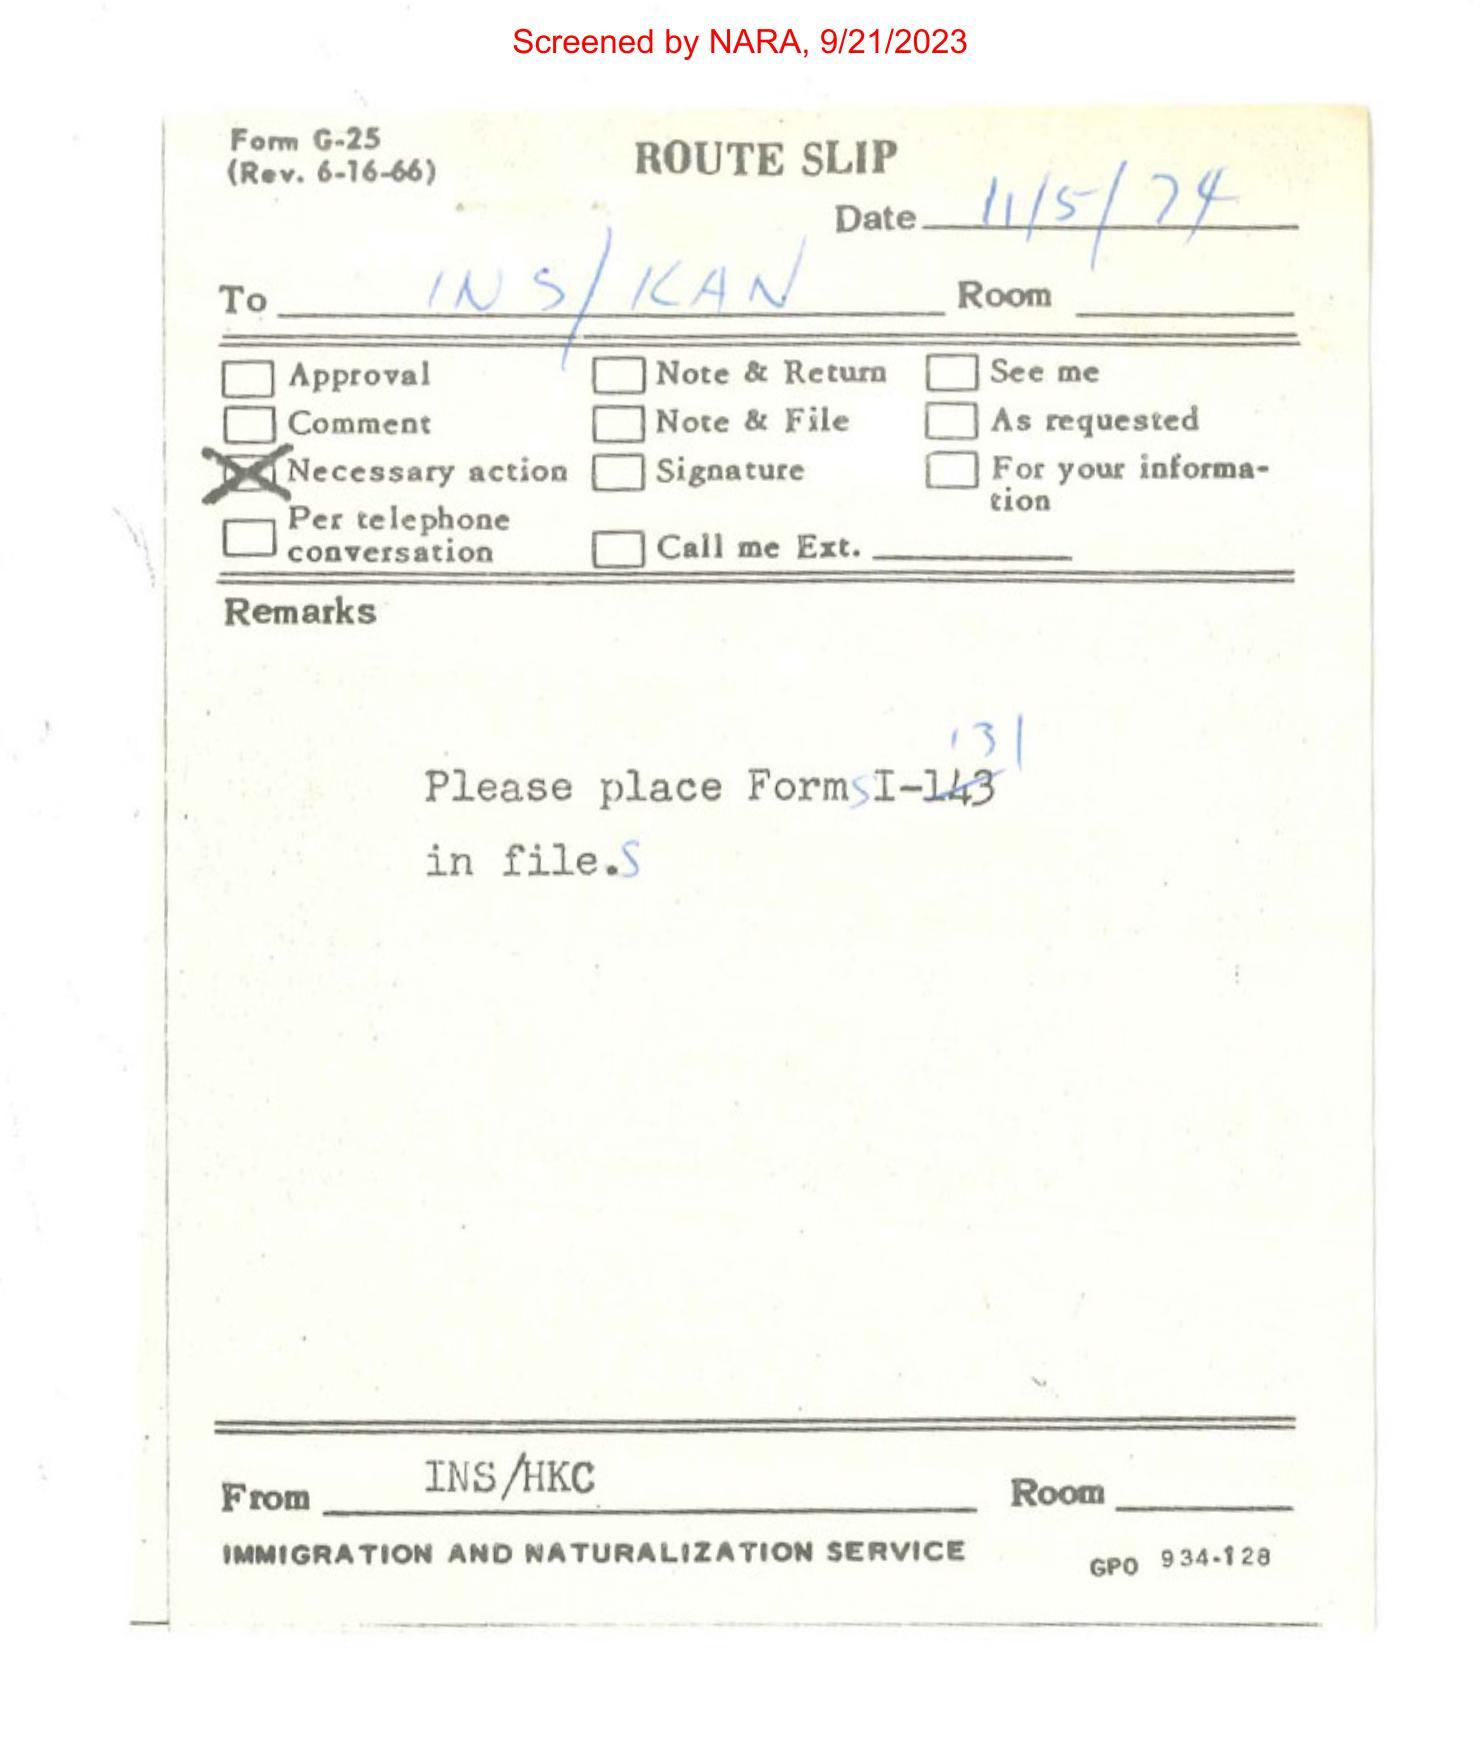 Screened by NARA, 9/21/2023
Form G-25
(Rev. 6-16-66)
ROUTE SLIP
Date 11/5/74
To INS/KAN Room
Approval
Note & Return
See me
Comment
Note & File
As requested
Necessary action
Signature
For your informa-
tion
Per telephone
conversation
Call me Ext.
Remarks
131
Please place Forms I-143
in file.s
From INS/HKC Room
IMMIGRATION AND NATURALIZATION SERVICE
GPO 934-128